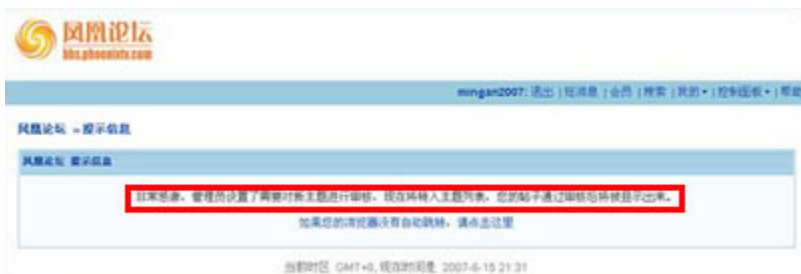 凤凰论坛
bbs.phoenixtv.com
mingan2007: 退出 | 短消息 | 会员 | 搜索 | 我的 | 控制面板 | 帮助
凤凰论坛 » 提示信息
凤凰论坛 提示信息
非常感谢，管理员设置了需要对新主题进行审核，现在将转入主题列表，您的帖子通过审核后将被显示出来。
如果您的浏览器没有自动跳转，请点击这里
当前时区 GMT+8, 现在时间是 2007-6-15 21:31